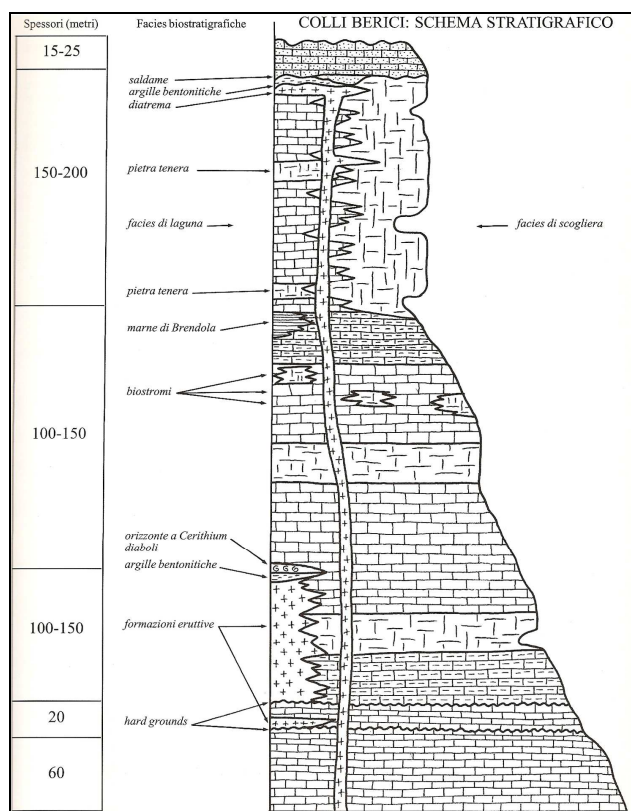 Spessori (metri)
Facies biostratigrafiche
COLLI BERICI: SCHEMA STRATIGRAFICO
15-25
saldame
argille bentonitiche
diatrema
150-200
pietra tenera
facies di laguna
facies di scogliera
pietra tenera
marne di Brendola
biostromi
100-150
orizzonte a Cerithium
diaboli
argille bentonitiche
100-150
formazioni eruttive
20
hard grounds
60